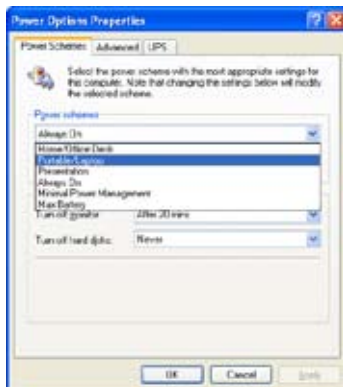 Power Options Properties
Power Schemes Advanced UPS
Select the power scheme with the most appropriate settings for
this computer. Note that changing the settings below will modify
the selected scheme.
Power schemes
Always On
Home/Office Desk
Portable/Laptop
Presentation
Always On
Minimal Power Management
Max Battery
Turn off monitor After 20 mins
Turn off hard disks: Never
OK Cancel Apply